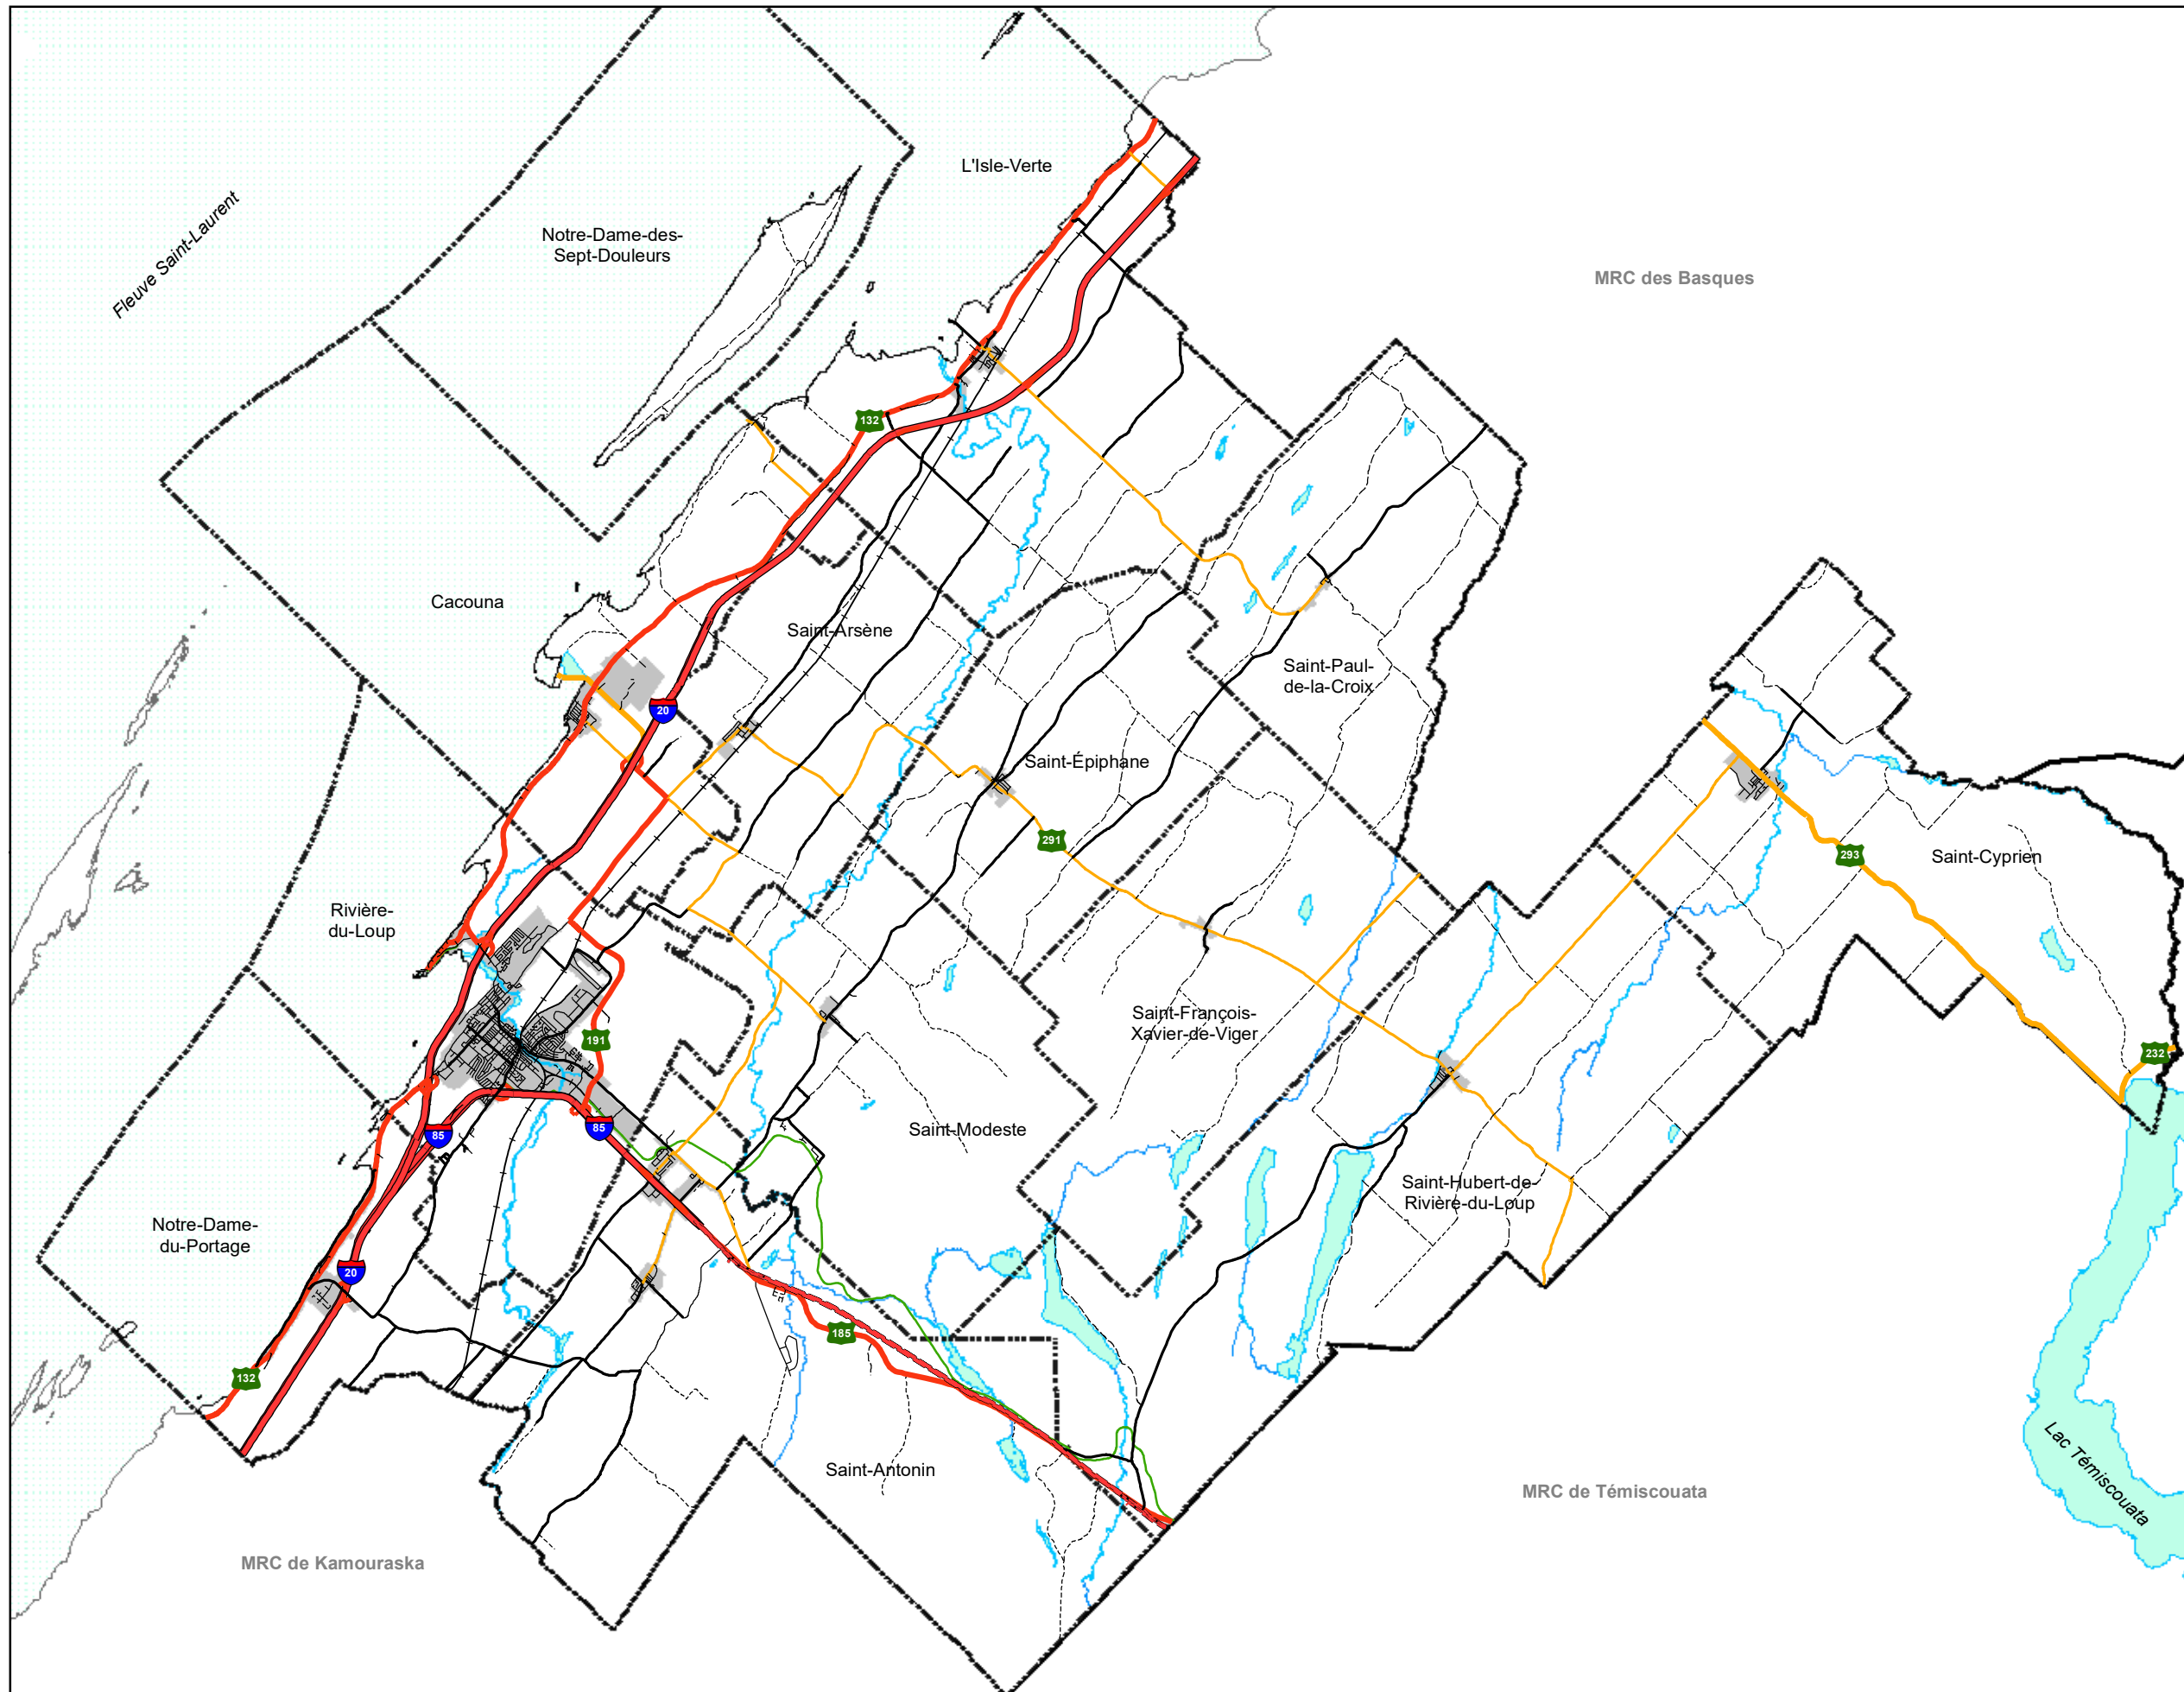 L'Isle-Verte
Fleuve Saint-Laurent
Notre-Dame-des-
Sept-Douleurs
MRC des Basques
132
Cacouna
Saint-Arsène
Saint-Paul-
de-la-Croix
20
Saint-Épiphane
291
293
Saint-Cyprien
Rivière-
du-Loup
Saint-François-
Xavier-de-Viger
191
232
85
85
Saint-Modeste
Saint-Hubert-de-
Rivière-du-Loup
Notre-Dame-
du-Portage
20
185
132
Saint-Antonin
Lac Témiscouata
MRC de Témiscouata
MRC de Kamouraska